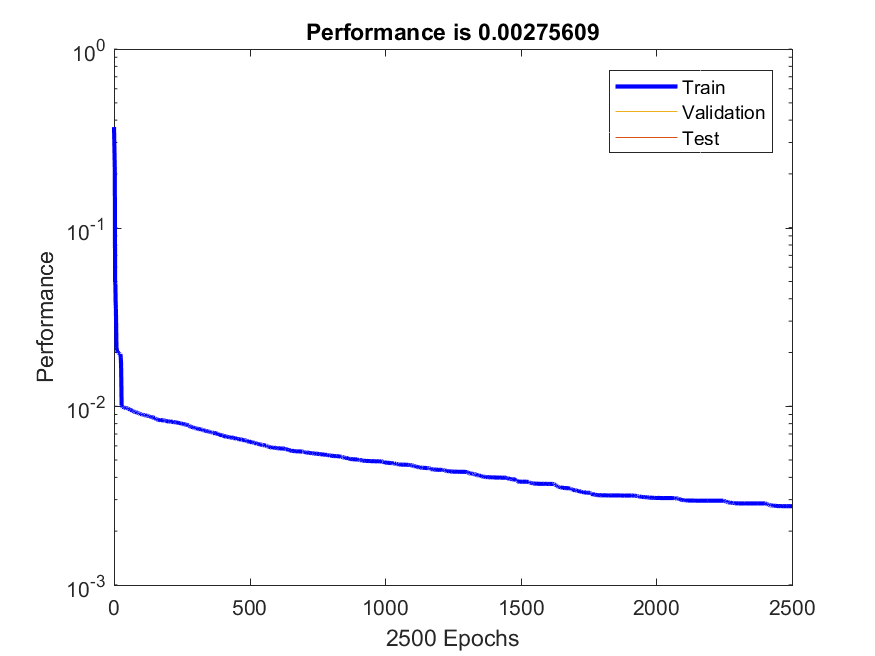 Performance is 0.00275609
Train
Validation
Test
Performance
10^0
10^-1
10^-2
10^-3
0 500 1000 1500 2000 2500
2500 Epochs